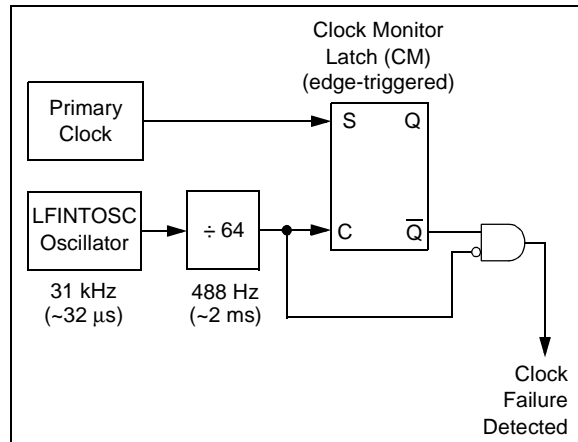 Clock Monitor
Latch (CM)
(edge-triggered)
Primary
Clock
S
Q
LFINTOSC
Oscillator
÷ 64
C
Q
31 kHz
(~32 μs)
488 Hz
(~2 ms)
Clock
Failure
Detected